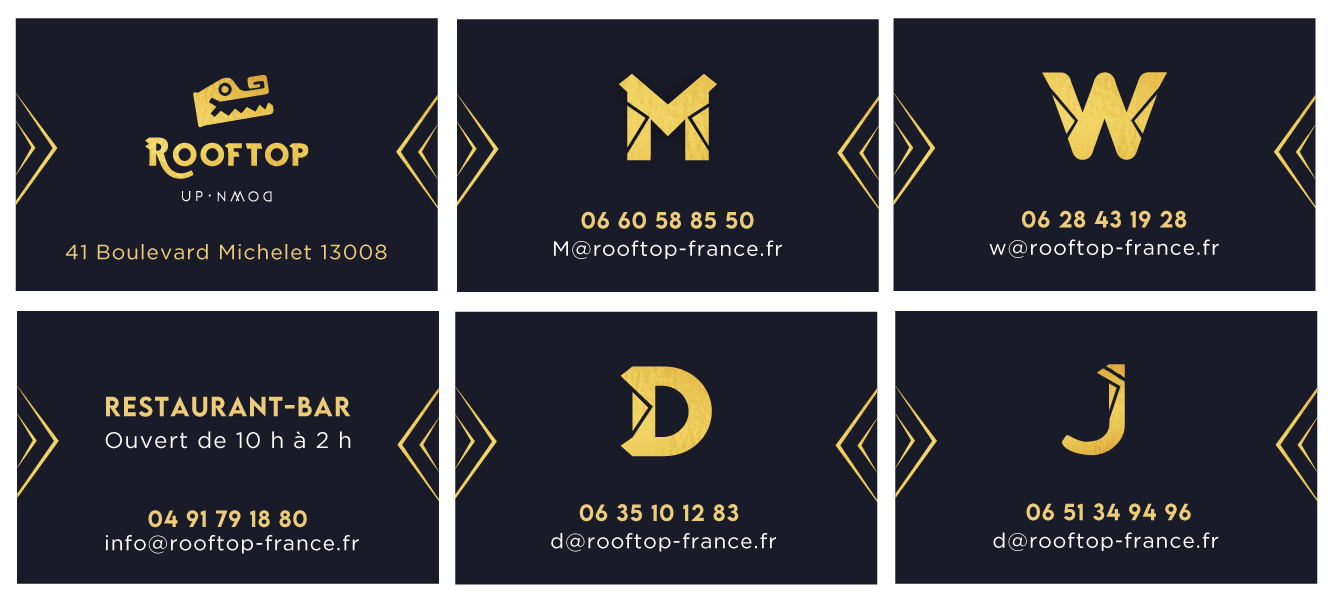 ROOFTOP
UP·NWOD
41 Boulevard Michelet 13008
M
06 60 58 85 50
M@rooftop-france.fr
W
06 28 43 19 28
w@rooftop-france.fr
RESTAURANT-BAR
Ouvert de 10 h à 2 h
04 91 79 18 80
info@rooftop-france.fr
D
06 35 10 12 83
d@rooftop-france.fr
J
06 51 34 94 96
d@rooftop-france.fr